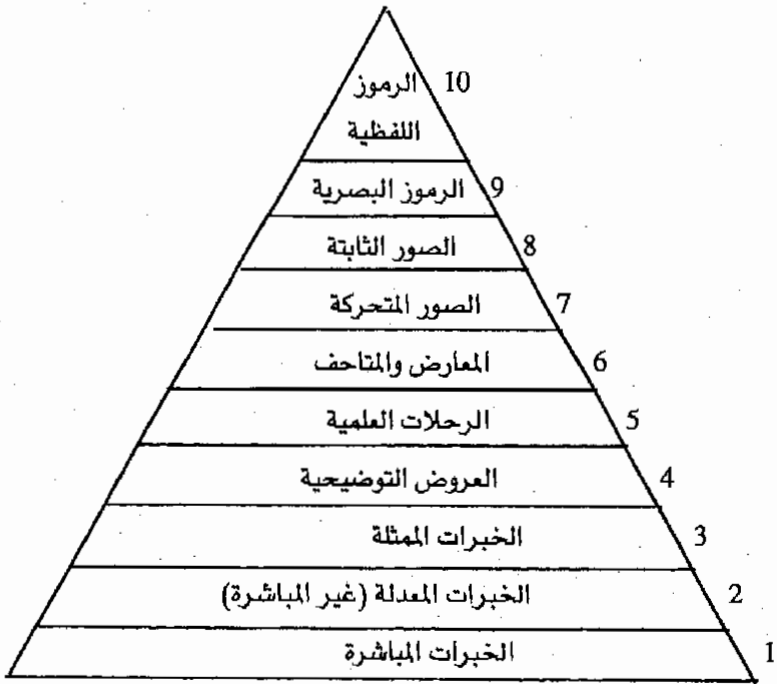 الرموز 10
اللفظية
الرموز البصرية 9
الصور الثابتة 8
الصور المتحركة 7
المعارض والمتاحف 6
الرحلات العلمية 5
العروض التوضيحية 4
الخبرات الممثلة 3
الخبرات المعدلة (غير المباشرة) 2
الخبرات المباشرة 1